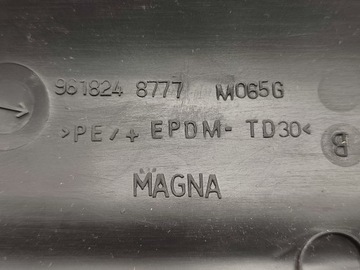 961824 8777 M065G
>PE/+ EPDM- TD30<
B
MAGNA